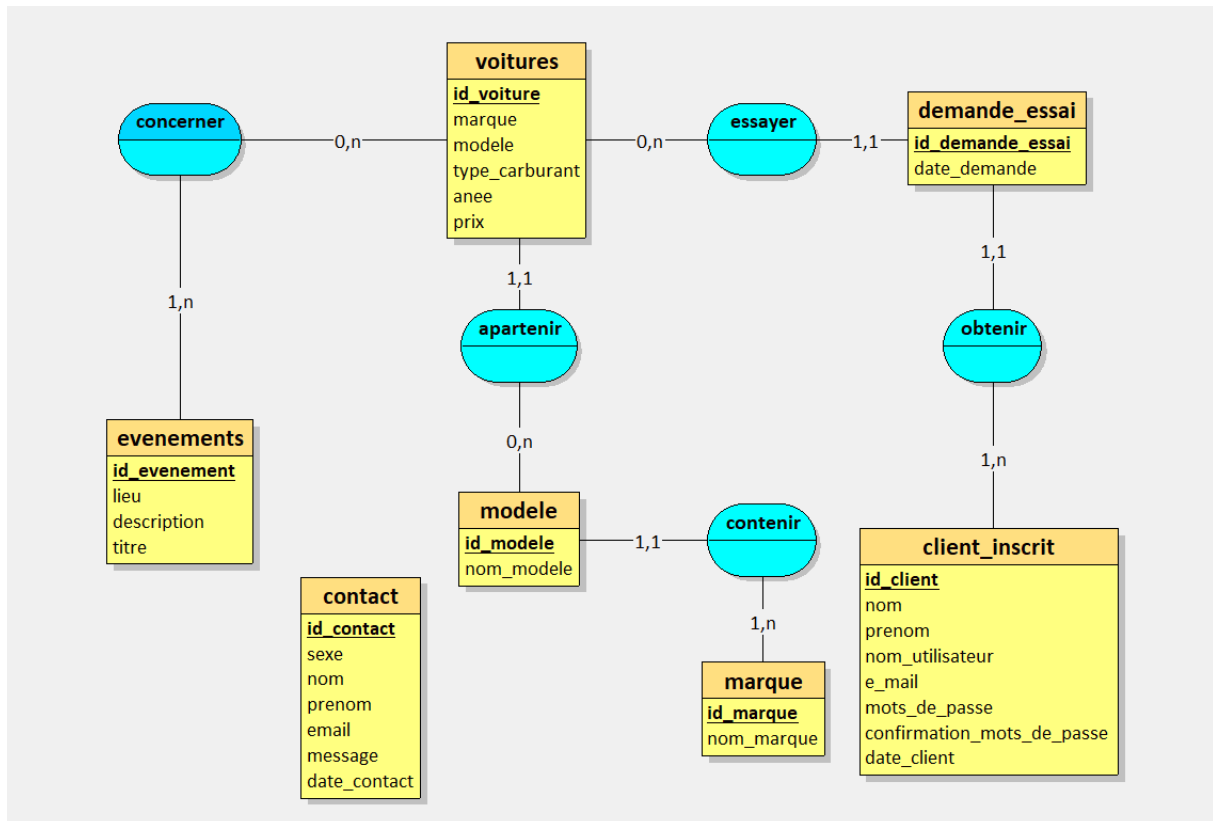 voitures
id_voiture
marque
modele
type_carburant
anee
prix
concerner
0,n
0,n
essayer
1,1
demande_essai
id_demande_essai
date_demande
1,1
1,1
1,n
apartenir
obtenir
0,n
1,n
evenements
id_evenement
lieu
description
titre
modele
id_modele
nom_modele
1,1
contenir
1,n
client_inscrit
id_client
nom
prenom
nom_utilisateur
e_mail
mots_de_passe
confirmation_mots_de_passe
date_client
contact
id_contact
sexe
nom
prenom
email
message
date_contact
marque
id_marque
nom_marque